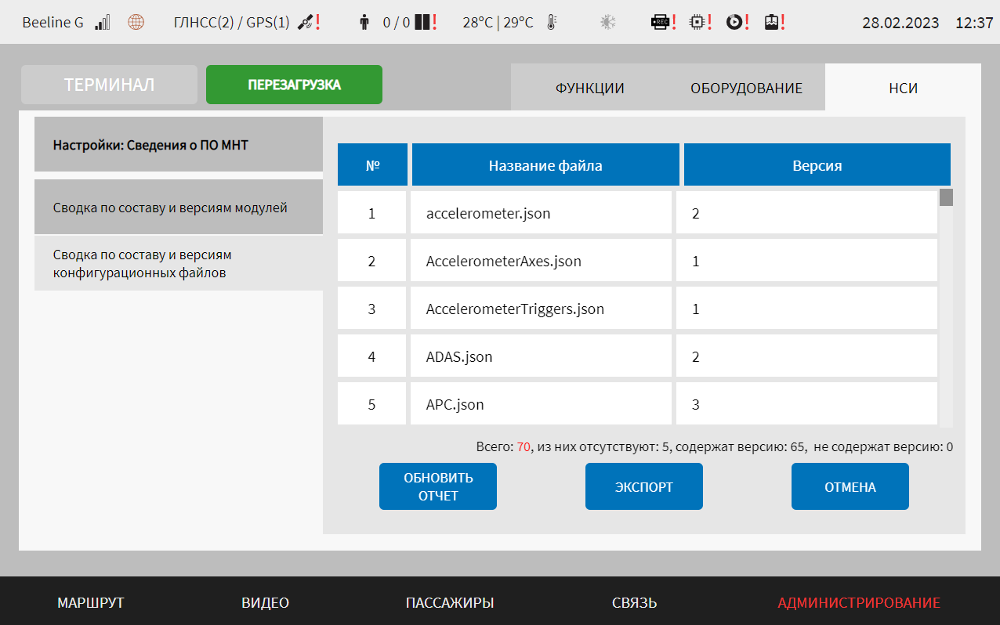 Beeline G ГЛНСС(2) / GPS(1) ! 0 / 0 ! 28°C | 29°C REC ! ! ! ! 28.02.2023 12:37
ТЕРМИНАЛ ПЕРЕЗАГРУЗКА ФУНКЦИИ ОБОРУДОВАНИЕ НСИ
Настройки: Сведения о ПО МНТ
Сводка по составу и версиям модулей
Сводка по составу и версиям
конфигурационных файлов
№ Название файла Версия
1 accelerometer.json 2
2 AccelerometerAxes.json 1
3 AccelerometerTriggers.json 1
4 ADAS.json 2
5 APC.json 3
Всего: 70, из них отсутствуют: 5, содержат версию: 65, не содержат версию: 0
ОБНОВИТЬ
ОТЧЕТ
ЭКСПОРТ
ОТМЕНА
МАРШРУТ ВИДЕО ПАССАЖИРЫ СВЯЗЬ АДМИНИСТРИРОВАНИЕ